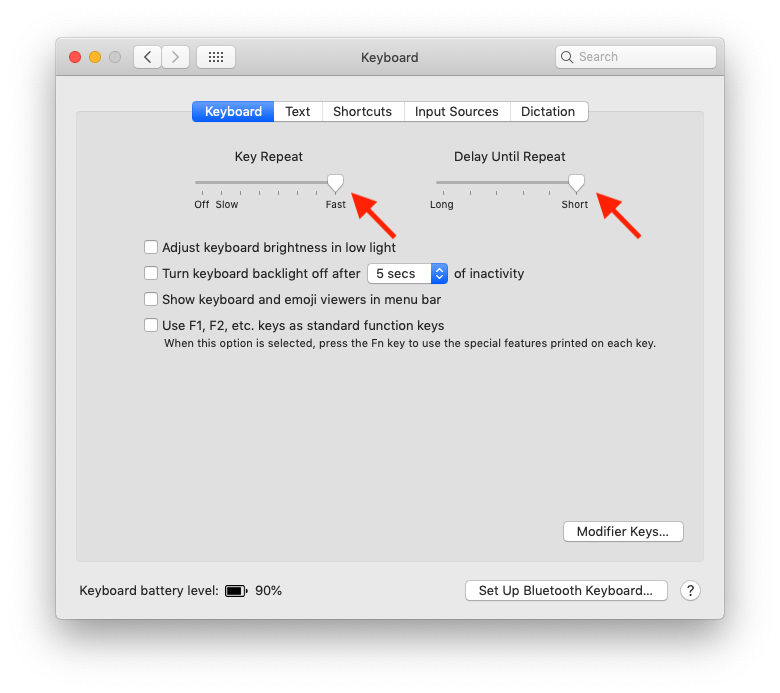 Keyboard
Search
Keyboard Text Shortcuts Input Sources Dictation
Key Repeat Delay Until Repeat
Off Slow Fast Long Short
Adjust keyboard brightness in low light
Turn keyboard backlight off after 5 secs of inactivity
Show keyboard and emoji viewers in menu bar
Use F1, F2, etc. keys as standard function keys
When this option is selected, press the Fn key to use the special features printed on each key.
Modifier Keys...
Keyboard battery level: 90% Set Up Bluetooth Keyboard... ?